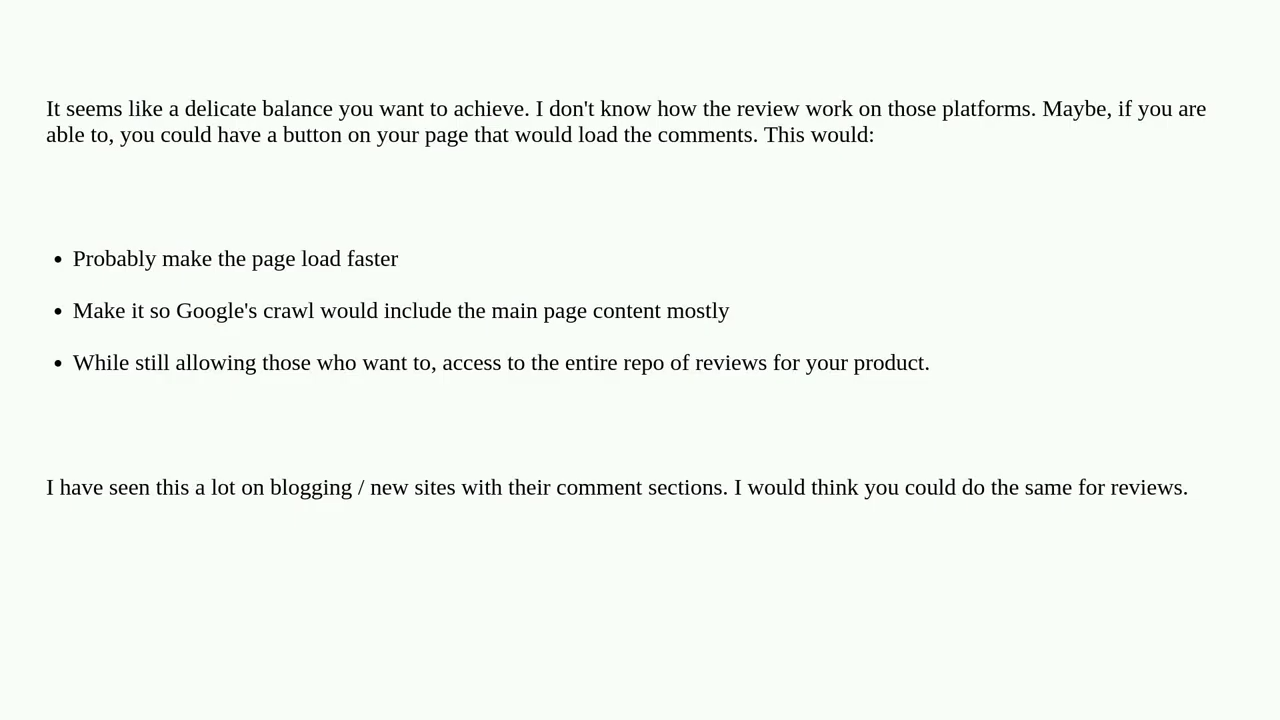 It seems like a delicate balance you want to achieve. I don't know how the review work on those platforms. Maybe, if you are
able to, you could have a button on your page that would load the comments. This would:
• Probably make the page load faster
• Make it so Google's crawl would include the main page content mostly
• While still allowing those who want to, access to the entire repo of reviews for your product.
I have seen this a lot on blogging / new sites with their comment sections. I would think you could do the same for reviews.